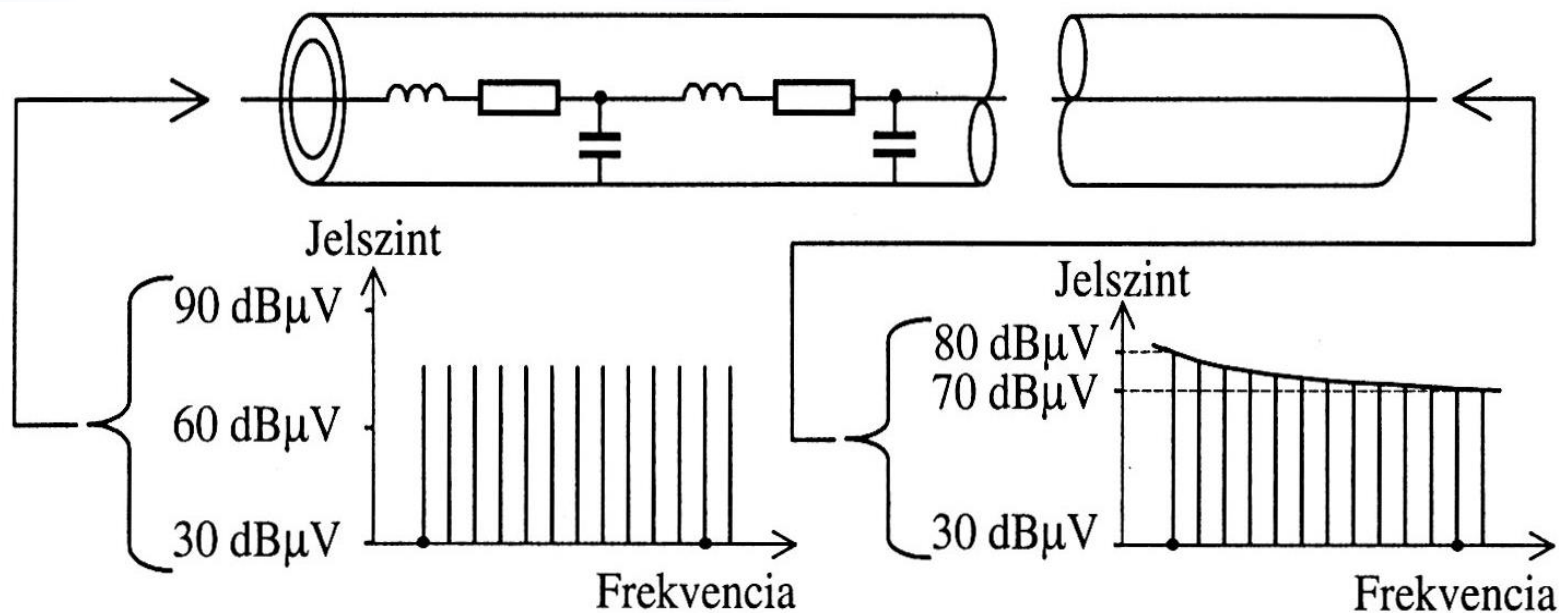 Jelszint
90 dBμV
60 dBμV
30 dBμV
Frekvencia
Jelszint
80 dBμV
70 dBμV
30 dBμV
Frekvencia